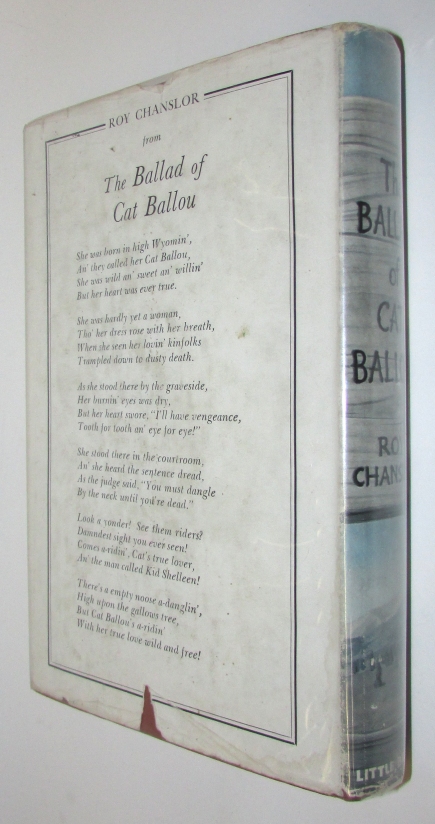 ROY CHANSLOR
from
The Ballad of
Cat Ballou
She was born in high Wyomin',
An' they called her Cat Ballou,
She was wild an' sweet an' willin'
But her heart was ever true.
She was hardly yet a woman,
Tho' her dress rose with her breath,
When she seen her lovin' kinfolks
Trampled down to dusty death.
As she stood there by the graveside,
Her burnin' eyes was dry,
But her heart swore, "I'll have vengeance,
Tooth for tooth an' eye for eye!"
She stood there in the courtroom,
An' she heard the sentence dread,
As the judge said, "You must dangle
By the neck until you're dead."
Look a yonder! See them riders?
Damndest sight you ever seen!
Comes a-ridin', Cat's true lover,
An' the man called Kid Shelleen!
There's a empty noose a-danglin',
High upon the gallows tree,
But Cat Ballou's a-ridin'
With her true love wild and free!
BALL
of
CA
BALLO
RO
CHANS
LITTL